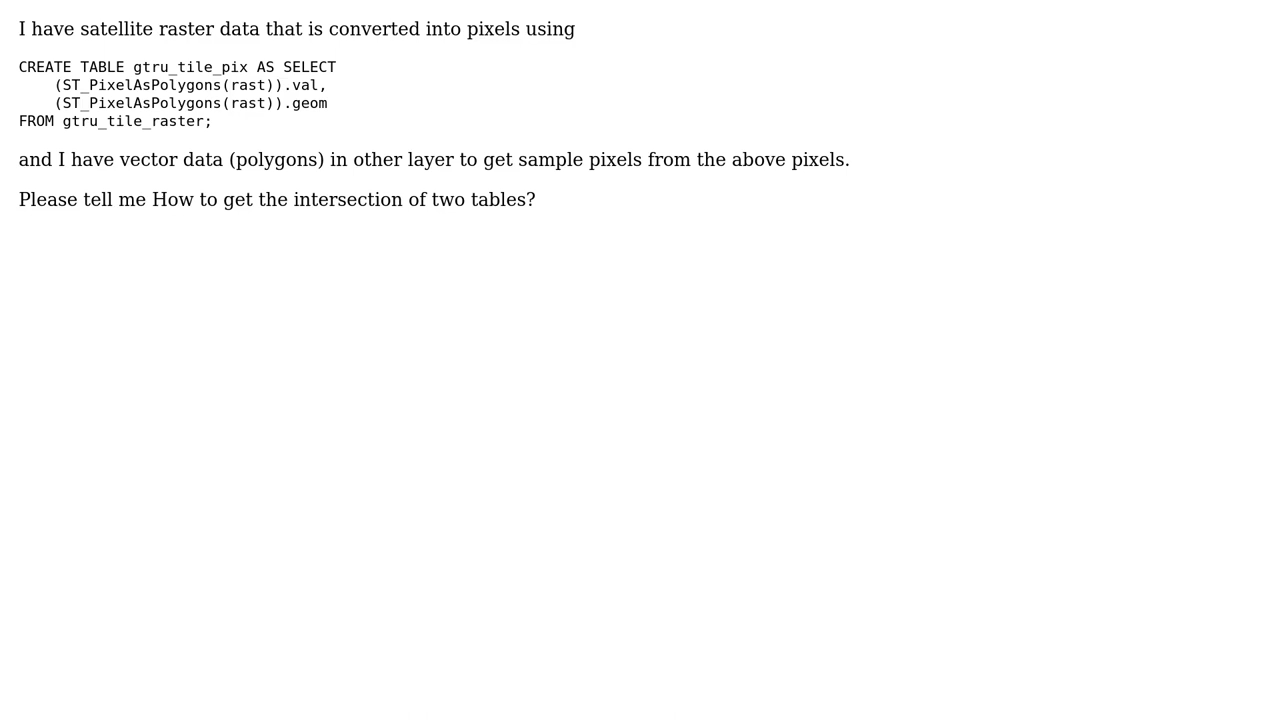 I have satellite raster data that is converted into pixels using
CREATE TABLE gtru_tile_pix AS SELECT
    (ST_PixelAsPolygons(rast)).val,
    (ST_PixelAsPolygons(rast)).geom
FROM gtru_tile_raster;
and I have vector data (polygons) in other layer to get sample pixels from the above pixels.
Please tell me How to get the intersection of two tables?